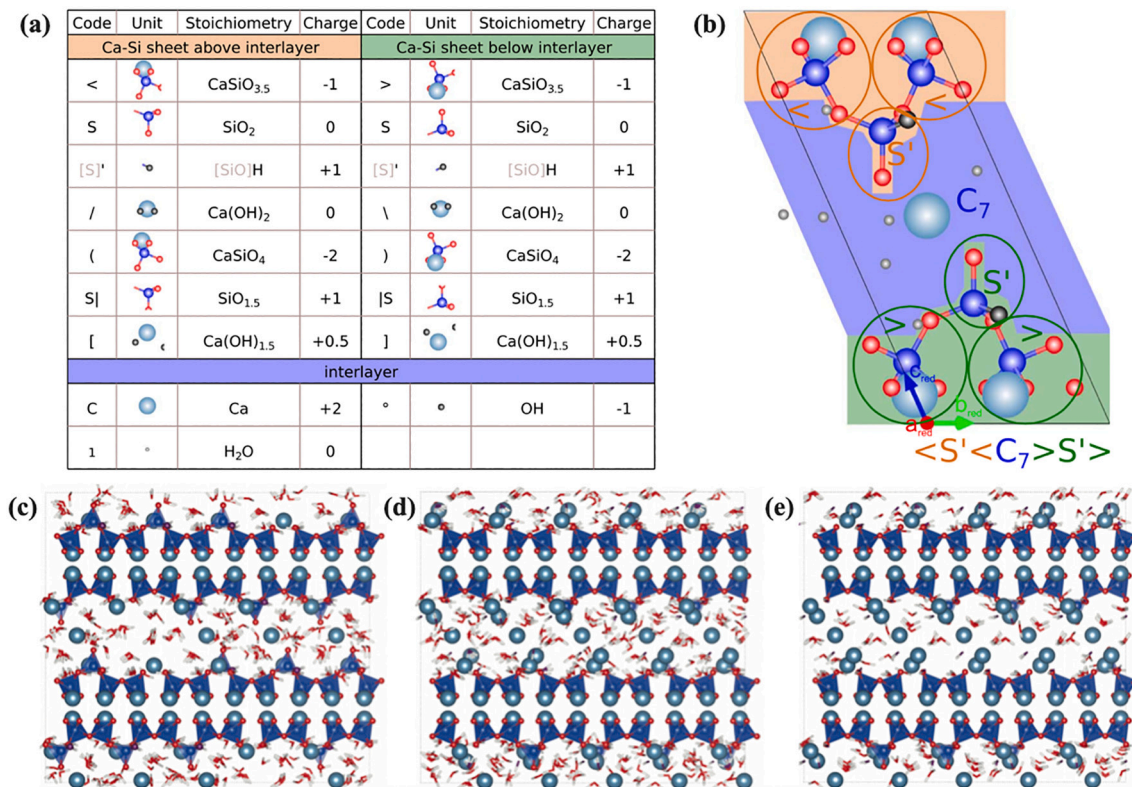 (a)
Code Unit Stoichiometry Charge Code Unit Stoichiometry Charge
Ca-Si sheet above interlayer Ca-Si sheet below interlayer
< CaSiO3.5 -1 > CaSiO3.5 -1
S SiO2 0 S SiO2 0
[S]' [SiO]H +1 [S]' [SiO]H +1
/ Ca(OH)2 0 \ Ca(OH)2 0
( CaSiO4 -2 ) CaSiO4 -2
S| SiO1.5 +1 |S SiO1.5 +1
[ Ca(OH)1.5 +0.5 ] Ca(OH)1.5 +0.5
interlayer
C Ca +2 ° OH -1
1 H2O 0
(b)
< <
S'
C7
S'
> >
cred
ared bred
<S'<C7>S'>
(c) (d) (e)